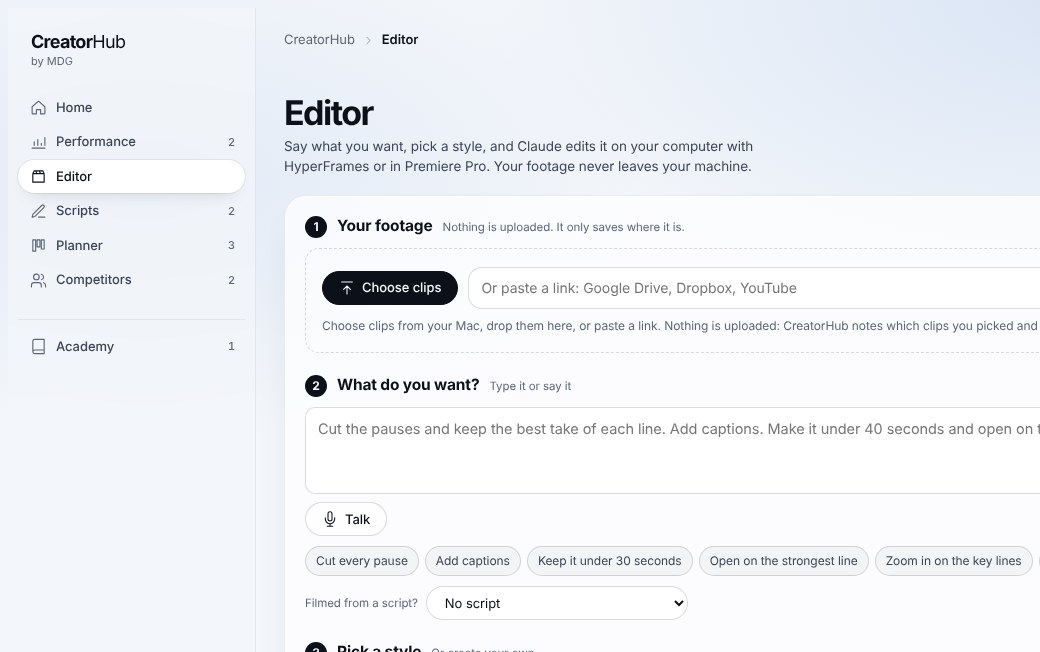 CreatorHub
by MDG
Home
Performance 2
Editor
Scripts 2
Planner 3
Competitors 2
Academy 1
CreatorHub > Editor
Editor
Say what you want, pick a style, and Claude edits it on your computer with
HyperFrames or in Premiere Pro. Your footage never leaves your machine.
1 Your footage Nothing is uploaded. It only saves where it is.
Choose clips Or paste a link: Google Drive, Dropbox, YouTube
Choose clips from your Mac, drop them here, or paste a link. Nothing is uploaded: CreatorHub notes which clips you picked and
2 What do you want? Type it or say it
Cut the pauses and keep the best take of each line. Add captions. Make it under 40 seconds and open on
Talk
Cut every pause Add captions Keep it under 30 seconds Open on the strongest line Zoom in on the key lines
Filmed from a script? No script
3 Pick a style Or create your own